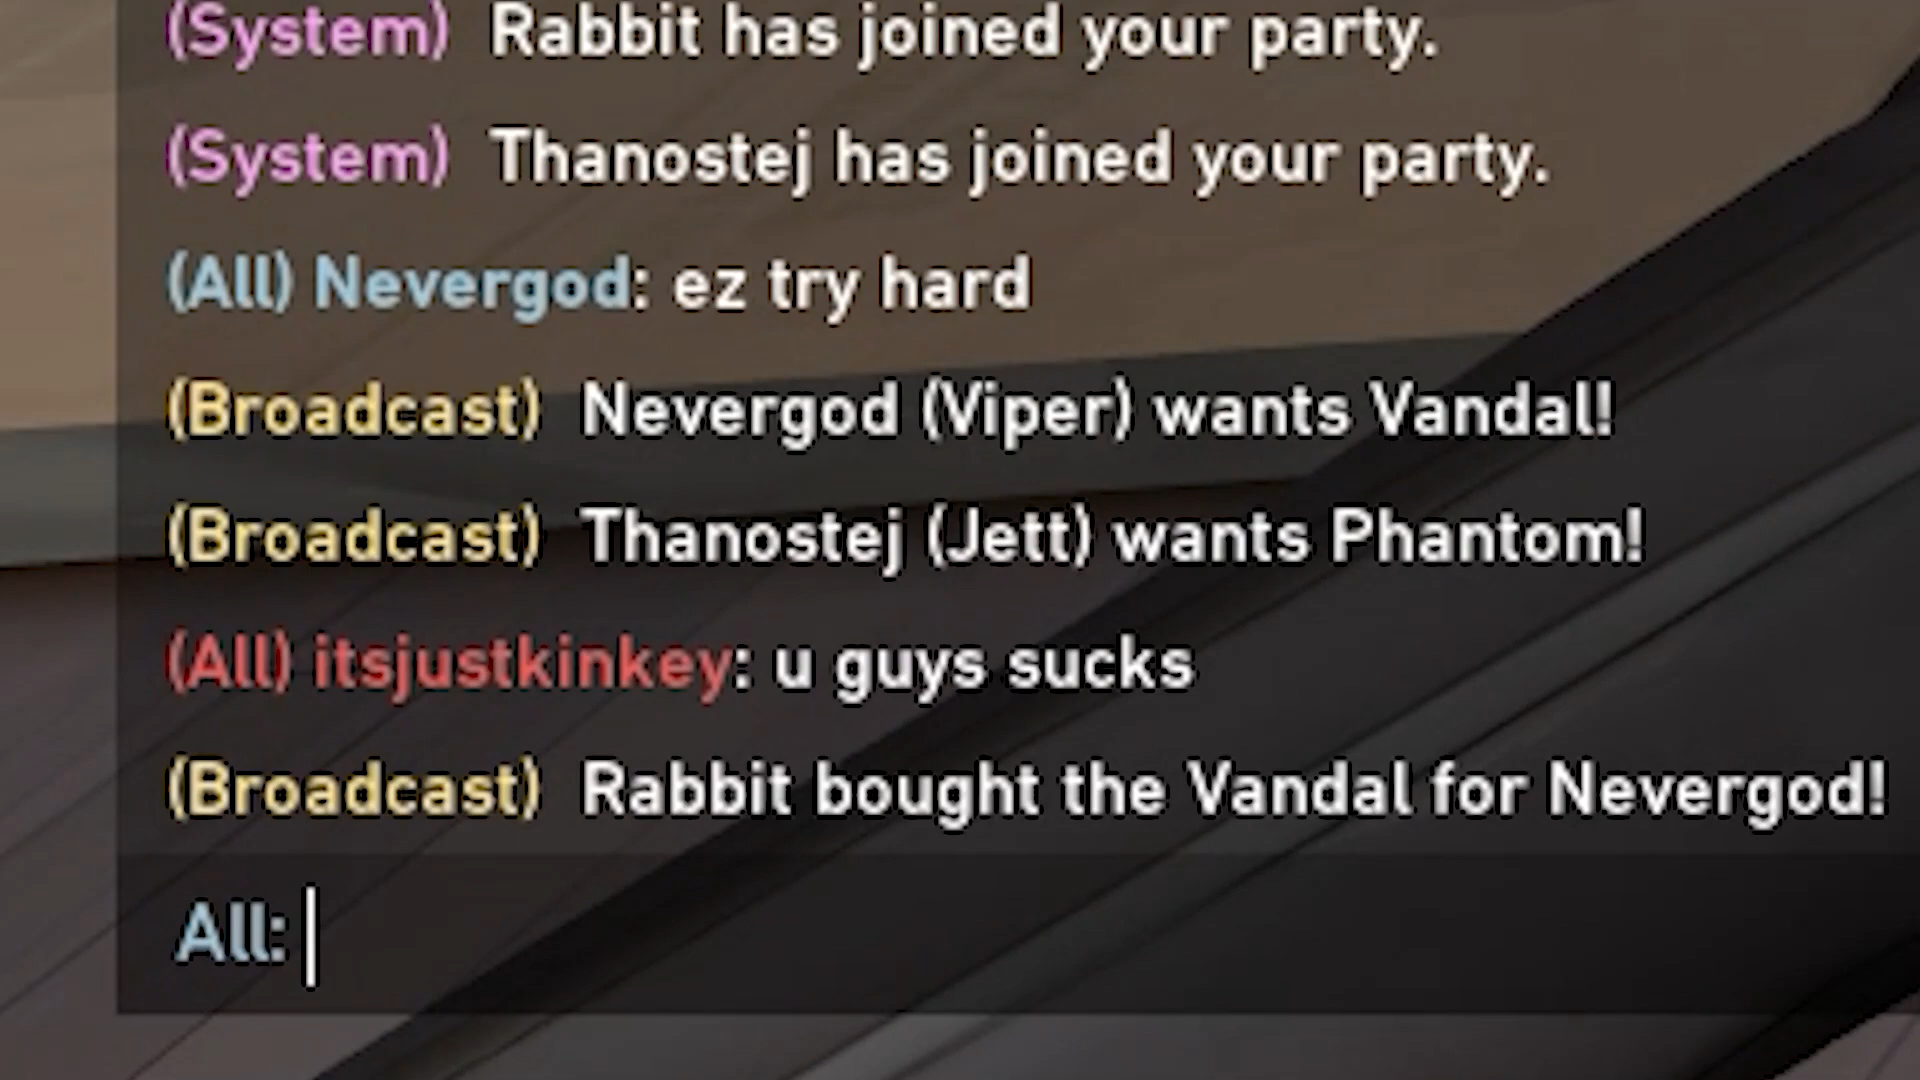 (System) Rabbit has joined your party.
(System) Thanostej has joined your party.
(All) Nevergod: ez try hard
(Broadcast) Nevergod (Viper) wants Vandal!
(Broadcast) Thanostej (Jett) wants Phantom!
(All) itsjustkinkey: u guys sucks
(Broadcast) Rabbit bought the Vandal for Nevergod!
All: